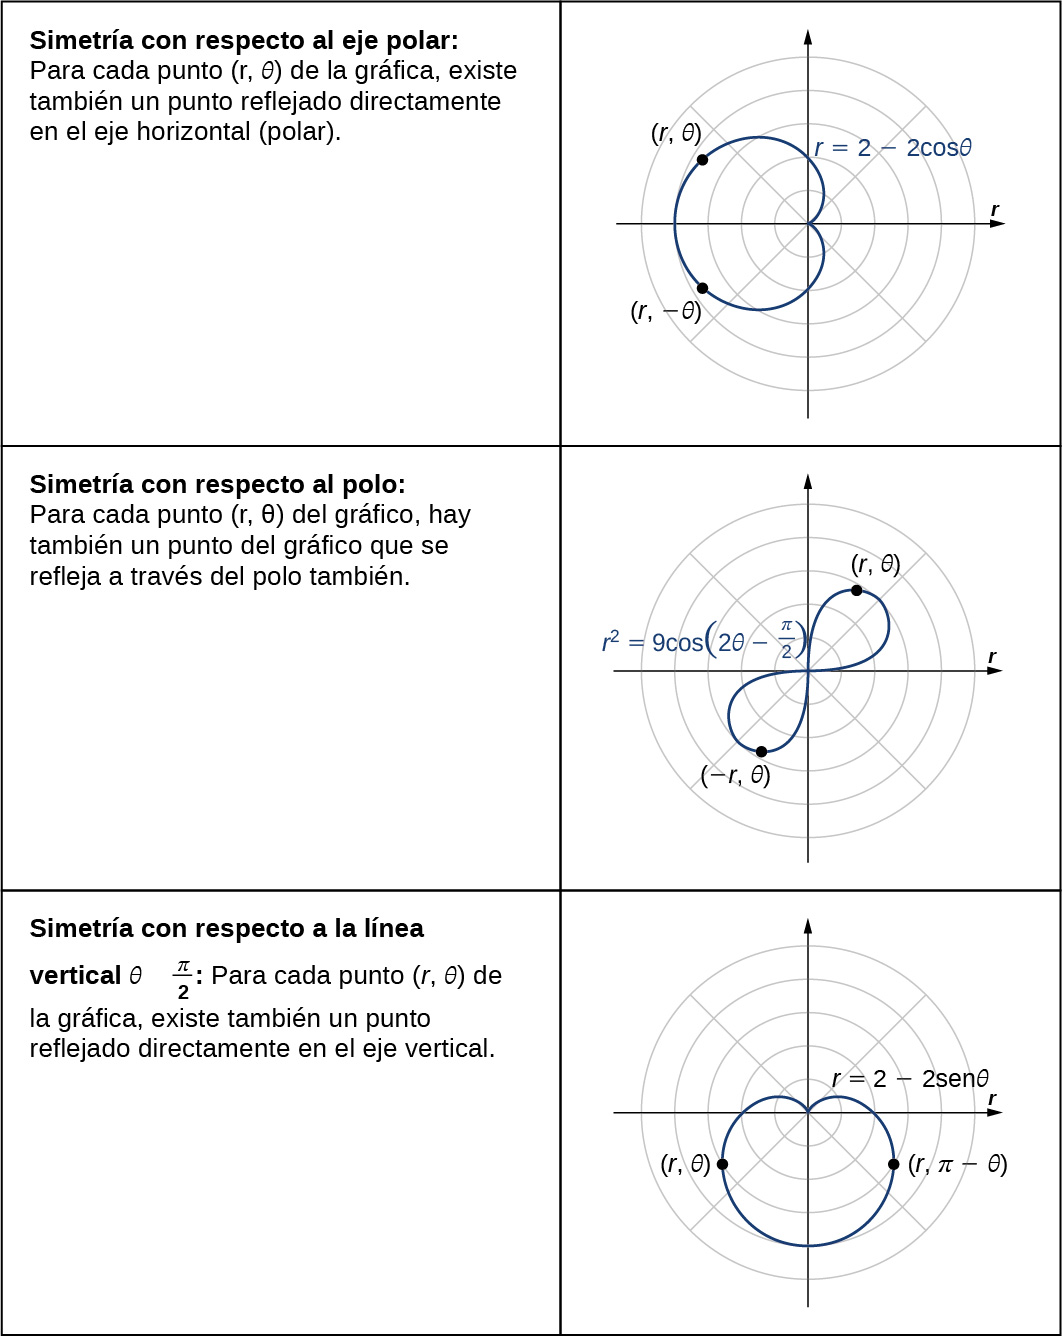 Simetría con respecto al eje polar:
Para cada punto (r, θ) de la gráfica, existe
también un punto reflejado directamente
en el eje horizontal (polar).
(r, θ)
r = 2 − 2cosθ
r
(r, −θ)
Simetría con respecto al polo:
Para cada punto (r, θ) del gráfico, hay
también un punto del gráfico que se
refleja a través del polo también.
(r, θ)
r² = 9cos(2θ − π/2)
r
(−r, θ)
Simetría con respecto a la línea
vertical θ π/2: Para cada punto (r, θ) de
la gráfica, existe también un punto
reflejado directamente en el eje vertical.
r = 2 − 2senθ
r
(r, θ)
(r, π − θ)